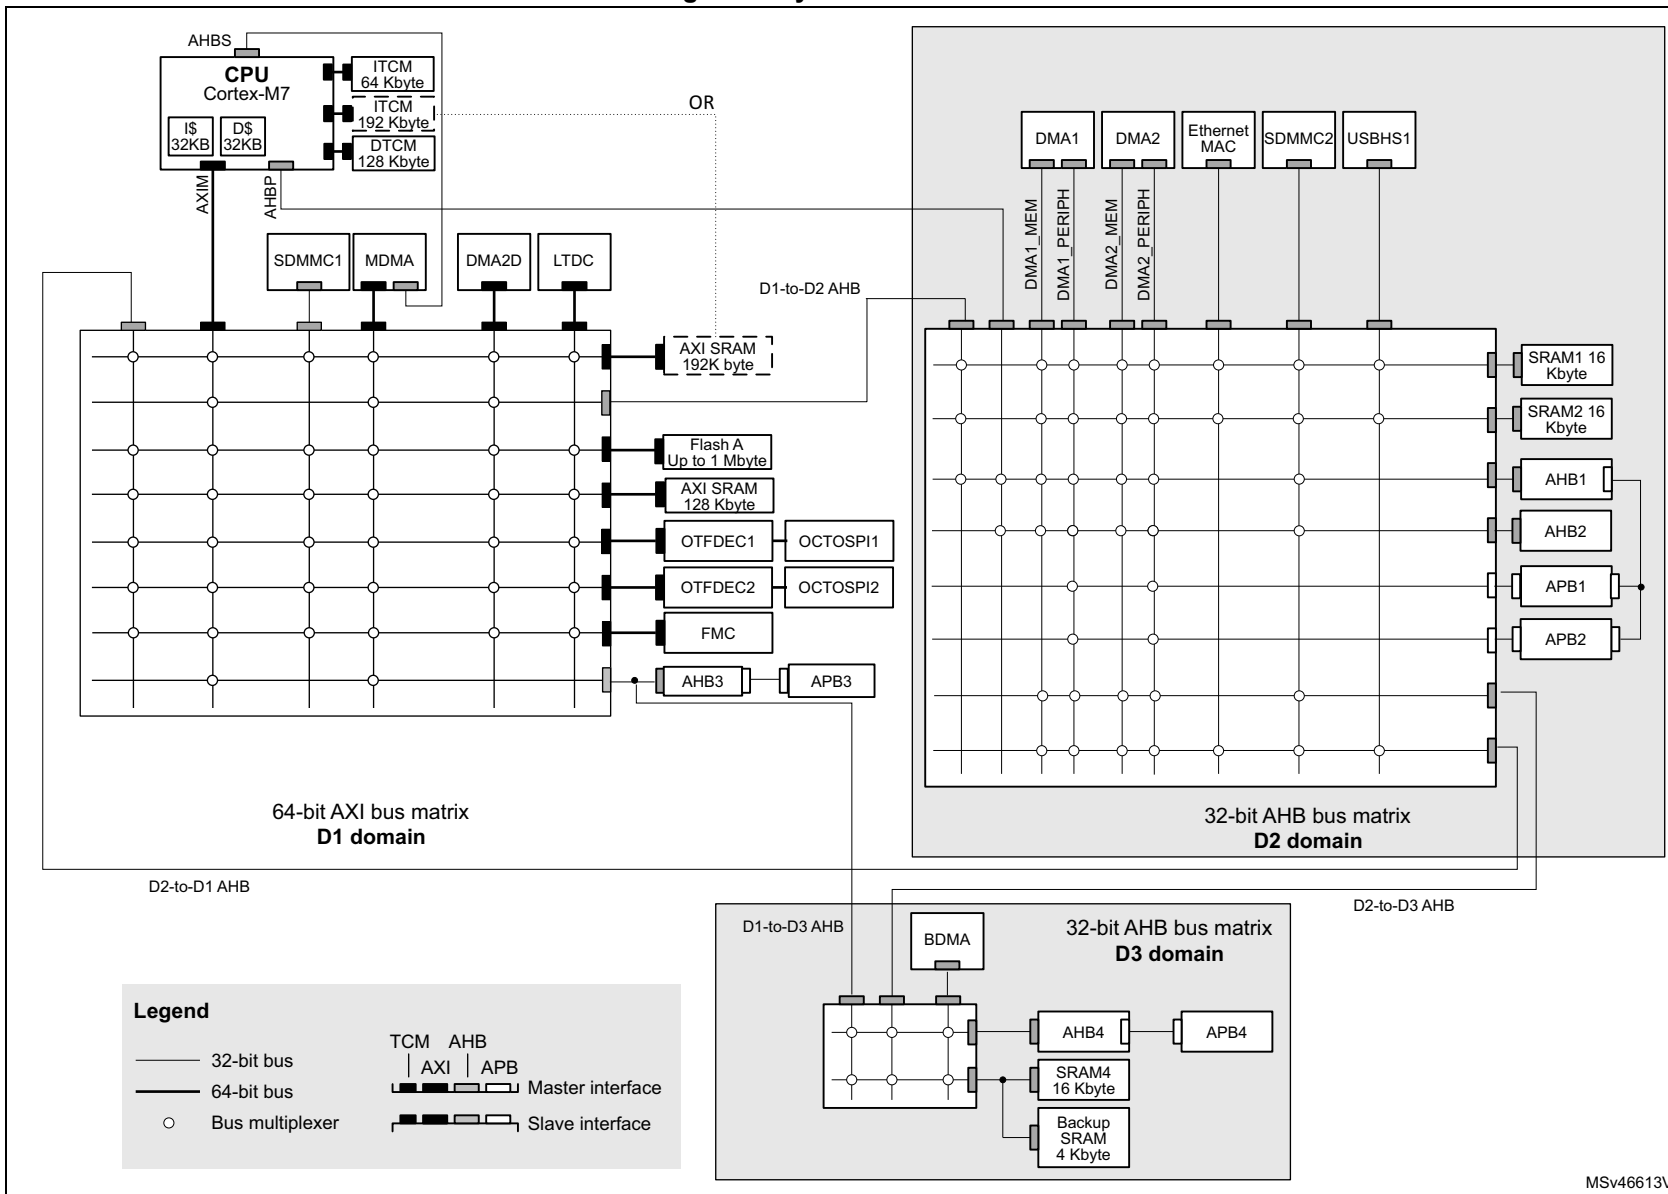 AHBS
CPU
Cortex-M7
I$
32KB
D$
32KB
ITCM
64 Kbyte
ITCM
192 Kbyte
DTCM
128 Kbyte
OR
AXIM
AHBP
SDMMC1
MDMA
DMA2D
LTDC
D1-to-D2 AHB
DMA1
DMA2
Ethernet
MAC
SDMMC2
USBHS1
DMA1_MEM
DMA1_PERIPH
DMA2_MEM
DMA2_PERIPH
AXI SRAM
192K byte
Flash A
Up to 1 Mbyte
AXI SRAM
128 Kbyte
OTFDEC1
OCTOSPI1
OTFDEC2
OCTOSPI2
FMC
AHB3
APB3
SRAM1 16
Kbyte
SRAM2 16
Kbyte
AHB1
AHB2
APB1
APB2
64-bit AXI bus matrix
D1 domain
32-bit AHB bus matrix
D2 domain
D2-to-D1 AHB
D2-to-D3 AHB
D1-to-D3 AHB
BDMA
32-bit AHB bus matrix
D3 domain
AHB4
APB4
SRAM4
16 Kbyte
Backup
SRAM
4 Kbyte
Legend
32-bit bus
64-bit bus
Bus multiplexer
TCM AHB
AXI APB
Master interface
Slave interface
MSv46613V